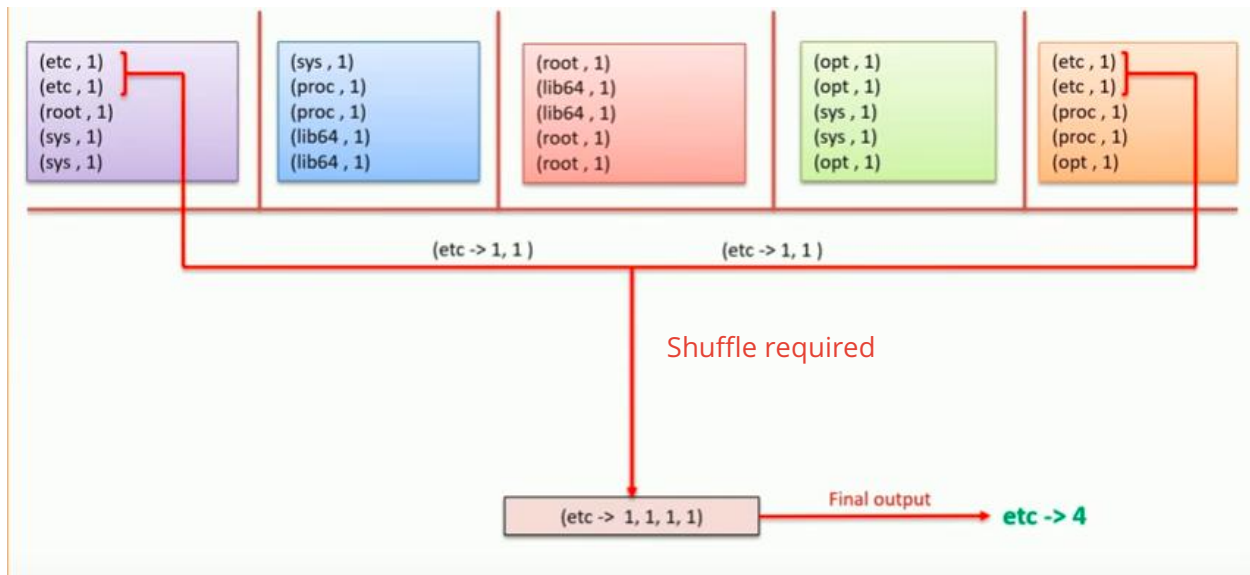 (etc , 1)
(etc , 1)
(root , 1)
(sys , 1)
(sys , 1)
(sys , 1)
(proc , 1)
(proc , 1)
(lib64 , 1)
(lib64 , 1)
(root , 1)
(lib64 , 1)
(lib64 , 1)
(root , 1)
(root , 1)
(opt , 1)
(opt , 1)
(sys , 1)
(sys , 1)
(opt , 1)
(etc , 1)
(etc , 1)
(proc , 1)
(proc , 1)
(opt , 1)
(etc -> 1, 1 )
(etc -> 1, 1 )
Shuffle required
(etc -> 1, 1, 1, 1)
Final output
etc -> 4